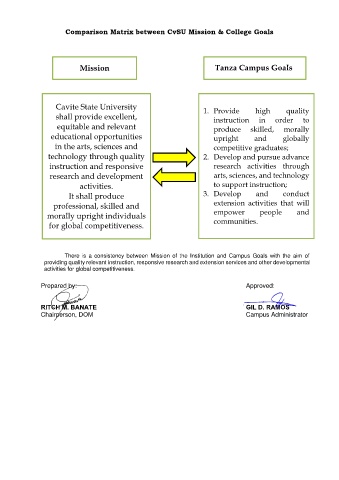 Comparison Matrix between CvSU Mission & College Goals
Mission
Tanza Campus Goals
Cavite State University
shall provide excellent,
equitable and relevant
educational opportunities
in the arts, sciences and
technology through quality
instruction and responsive
research and development
activities.
It shall produce
professional, skilled and
morally upright individuals
for global competitiveness.
1. Provide high quality
instruction in order to
produce skilled, morally
upright and globally
competitive graduates;
2. Develop and pursue advance
research activities through
arts, sciences, and technology
to support instruction;
3. Develop and conduct
extension activities that will
empower people and
communities.
There is a consistency between Mission of the Institution and Campus Goals with the aim of
providing quality relevant instruction, responsive research and extension services and other developmental
activities for global competitiveness.
Prepared by:
Approved:
RITCH M. BANATE
GIL D. RAMOS
Chairperson, DOM
Campus Administrator